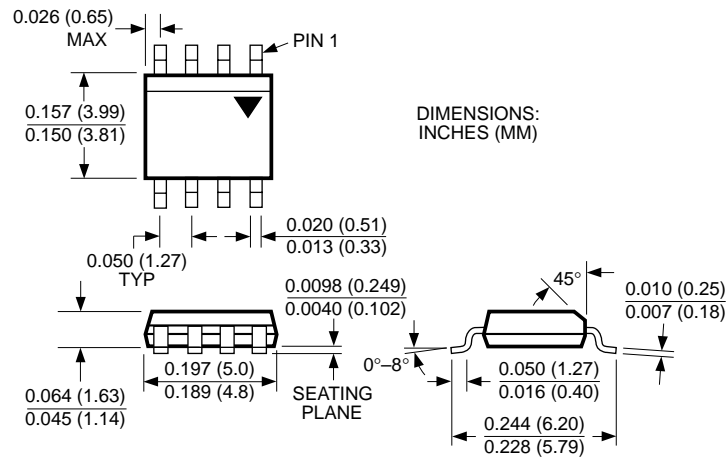 0.026 (0.65)
MAX
PIN 1
0.157 (3.99)
0.150 (3.81)
DIMENSIONS:
INCHES (MM)
0.020 (0.51)
0.013 (0.33)
0.050 (1.27)
TYP
0.0098 (0.249)
0.0040 (0.102)
45°
0.010 (0.25)
0.007 (0.18)
0°–8°
0.064 (1.63)
0.045 (1.14)
0.197 (5.0)
0.189 (4.8)
SEATING
PLANE
0.050 (1.27)
0.016 (0.40)
0.244 (6.20)
0.228 (5.79)